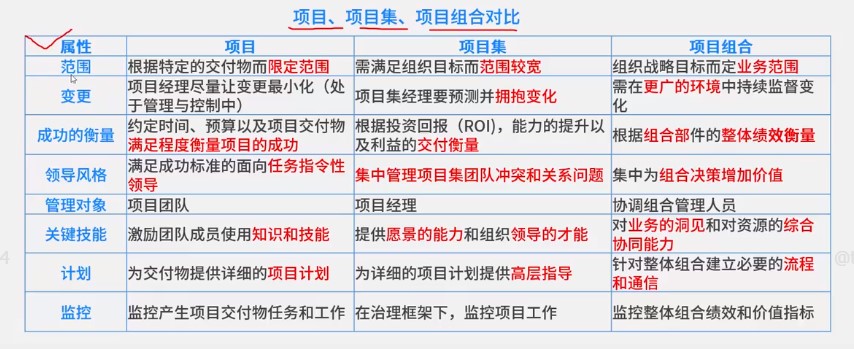 项目、项目集、项目组合对比
属性 项目 项目集 项目组合
范围 根据特定的交付物而限定范围 需满足组织目标而范围较宽 组织战略目标而定业务范围
变更 项目经理尽量让变更最小化（处于管理与控制中） 项目集经理要预测并拥抱变化 需在更广的环境中持续监督变化
成功的衡量 约定时间、预算以及项目交付物满足程度衡量项目的成功 根据投资回报（ROI)，能力的提升以及利益的交付衡量 根据组合部件的整体绩效衡量
领导风格 满足成功标准的面向任务指令性领导 集中管理项目集团队冲突和关系问题 集中为组合决策增加价值
管理对象 项目团队 项目经理 协调组合管理人员
关键技能 激励团队成员使用知识和技能 提供愿景的能力和组织领导的才能 对业务的洞见和对资源的综合协同能力
计划 为交付物提供详细的项目计划 为详细的项目计划提供高层指导 针对整体组合建立必要的流程和通信
监控 监控产生项目交付物任务和工作 在治理框架下，监控项目工作 监控整体组合绩效和价值指标